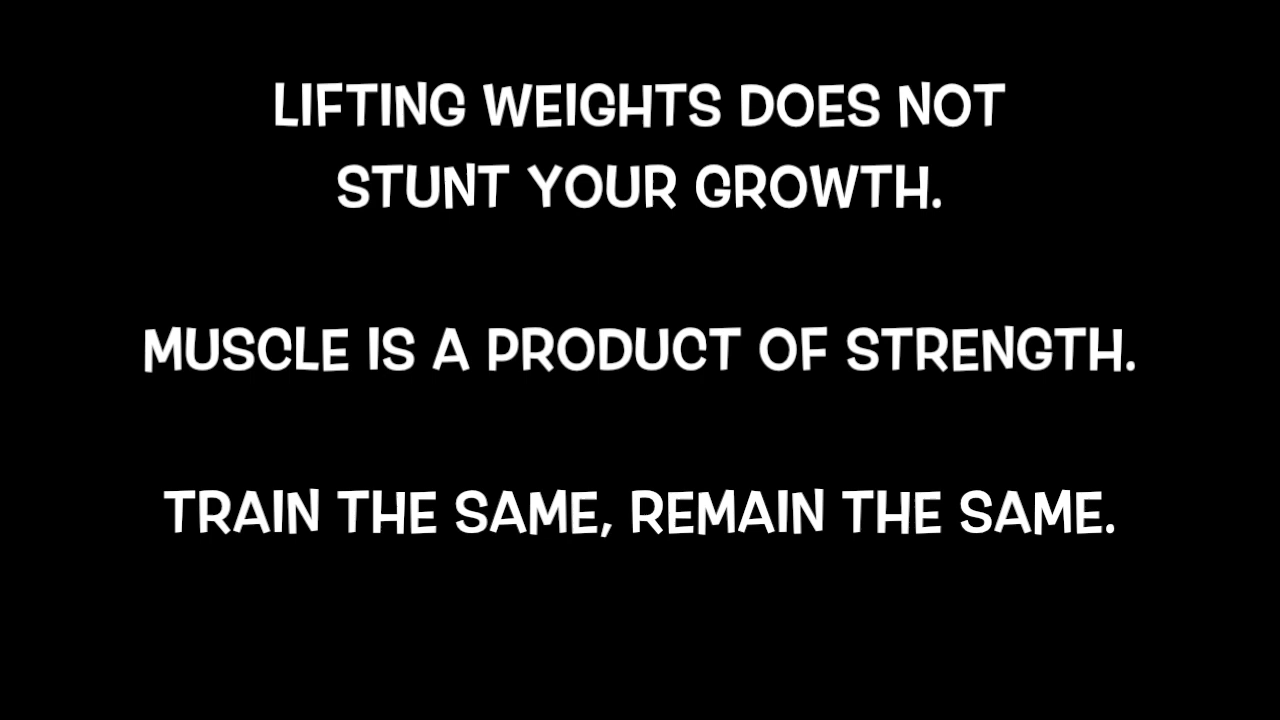 LIFTING WEIGHTS DOES NOT
STUNT YOUR GROWTH.
MUSCLE IS A PRODUCT OF STRENGTH.
TRAIN THE SAME, REMAIN THE SAME.